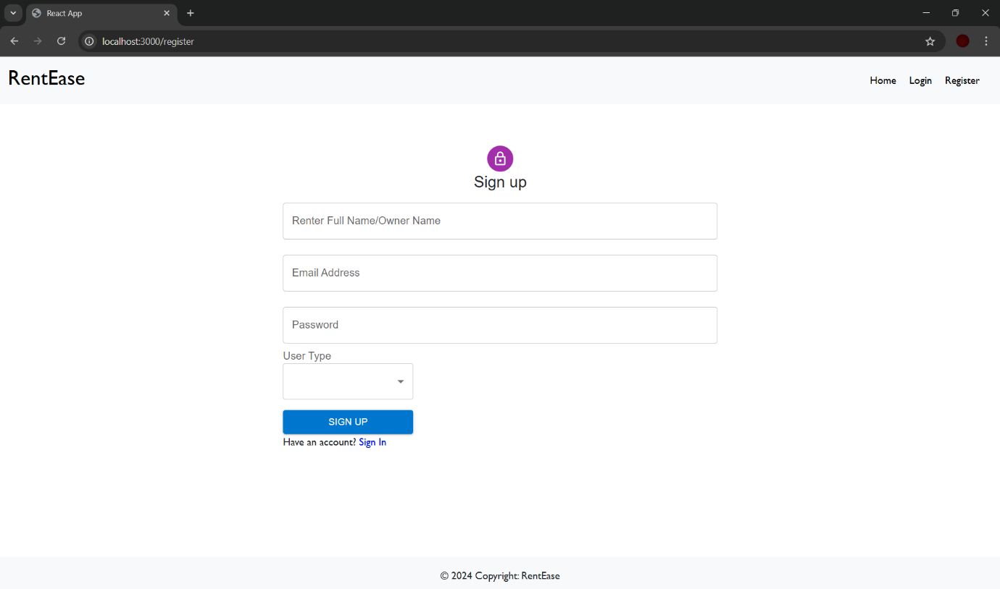 React App
localhost:3000/register
RentEase
Home Login Register
Sign up
Renter Full Name/Owner Name
Email Address
Password
User Type
SIGN UP
Have an account? Sign In
© 2024 Copyright: RentEase